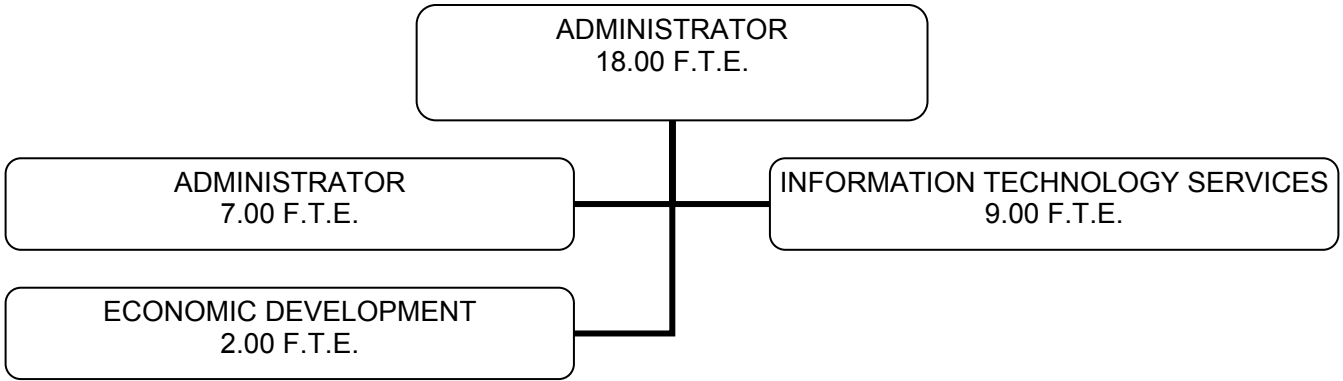 ADMINISTRATOR
18.00 F.T.E.
ADMINISTRATOR
7.00 F.T.E.
INFORMATION TECHNOLOGY SERVICES
9.00 F.T.E.
ECONOMIC DEVELOPMENT
2.00 F.T.E.